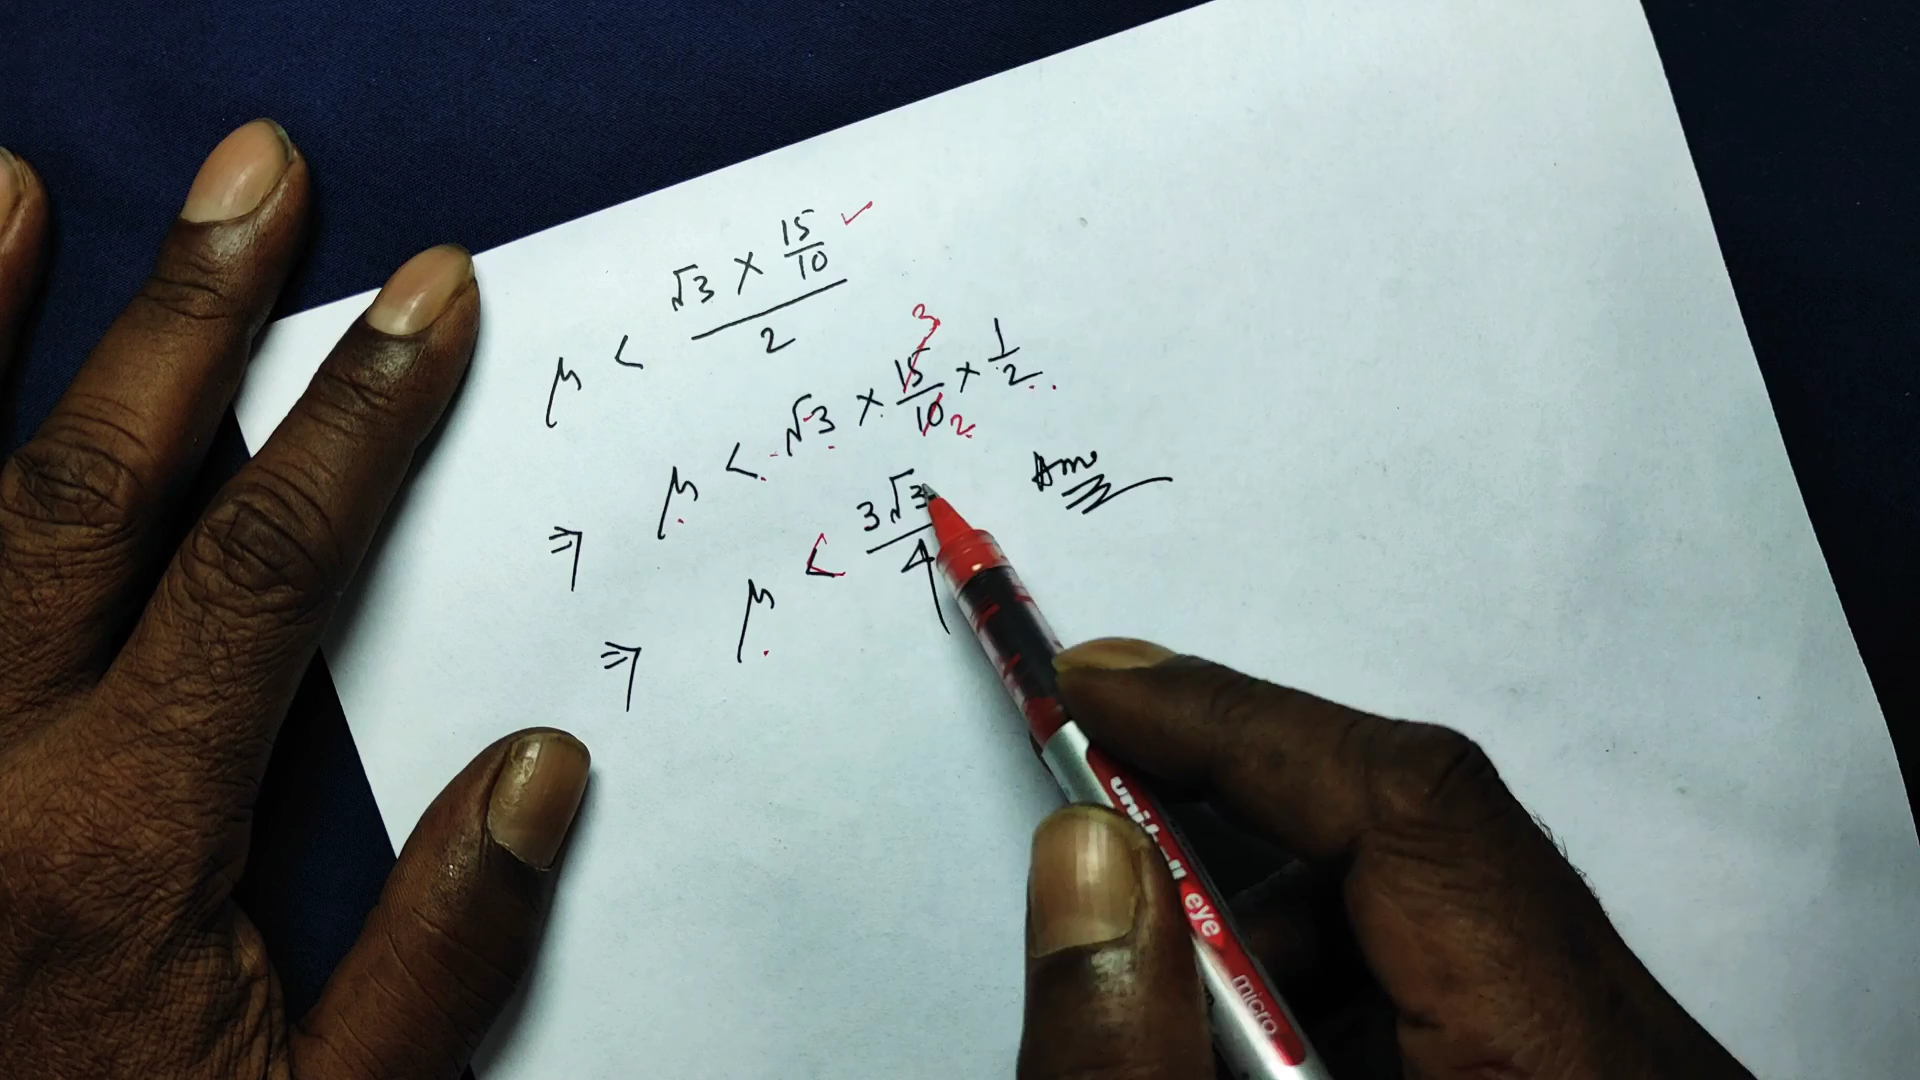 μ < (√3 × 15/10)/2 ✓
⇒ μ < √3 × 15/10 × 1/2
3
2
⇒ μ < 3√3/4
Ans
uni-ball eye micro